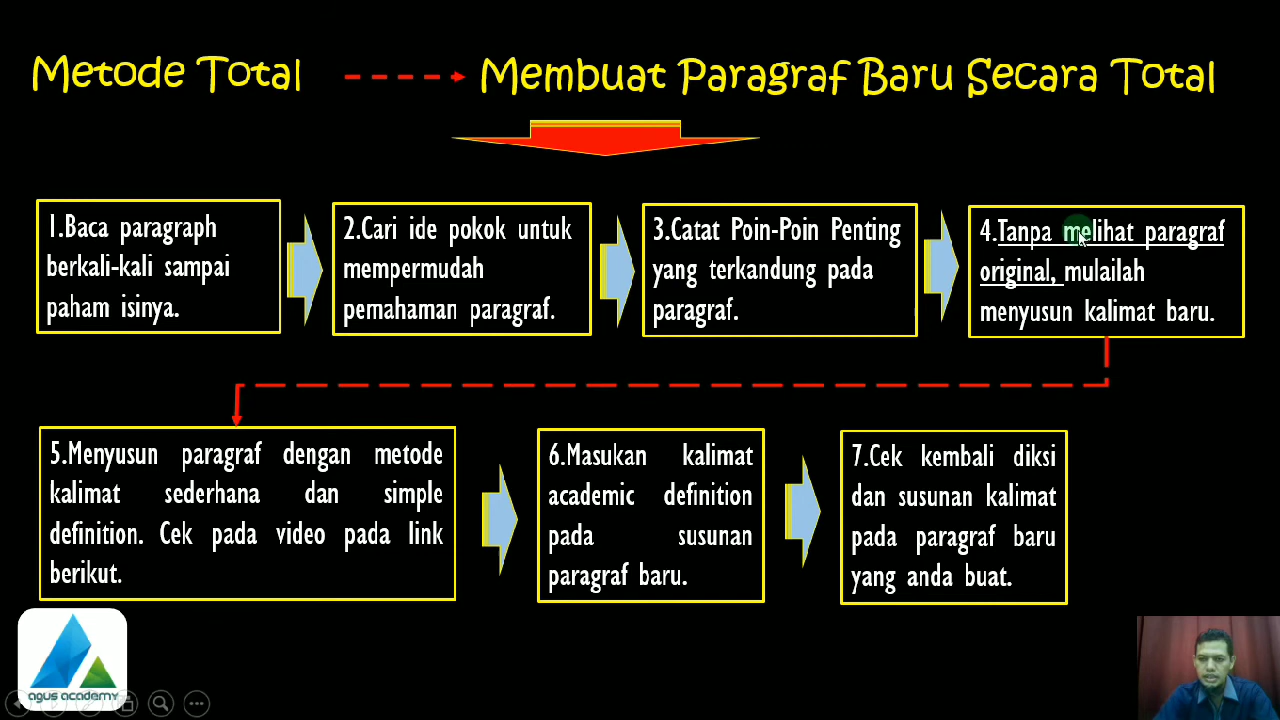 Metode Total
Membuat Paragraf Baru Secara Total
1.Baca paragraph
berkali-kali sampai
paham isinya.
2.Cari ide pokok untuk
mempermudah
pemahaman paragraf.
3.Catat Poin-Poin Penting
yang terkandung pada
paragraf.
4.Tanpa melihat paragraf
original, mulailah
menyusun kalimat baru.
5.Menyusun paragraf dengan metode
kalimat sederhana dan simple
definition. Cek pada video pada link
berikut.
6.Masukan kalimat
academic definition
pada susunan
paragraf baru.
7.Cek kembali diksi
dan susunan kalimat
pada paragraf baru
yang anda buat.
agus academy